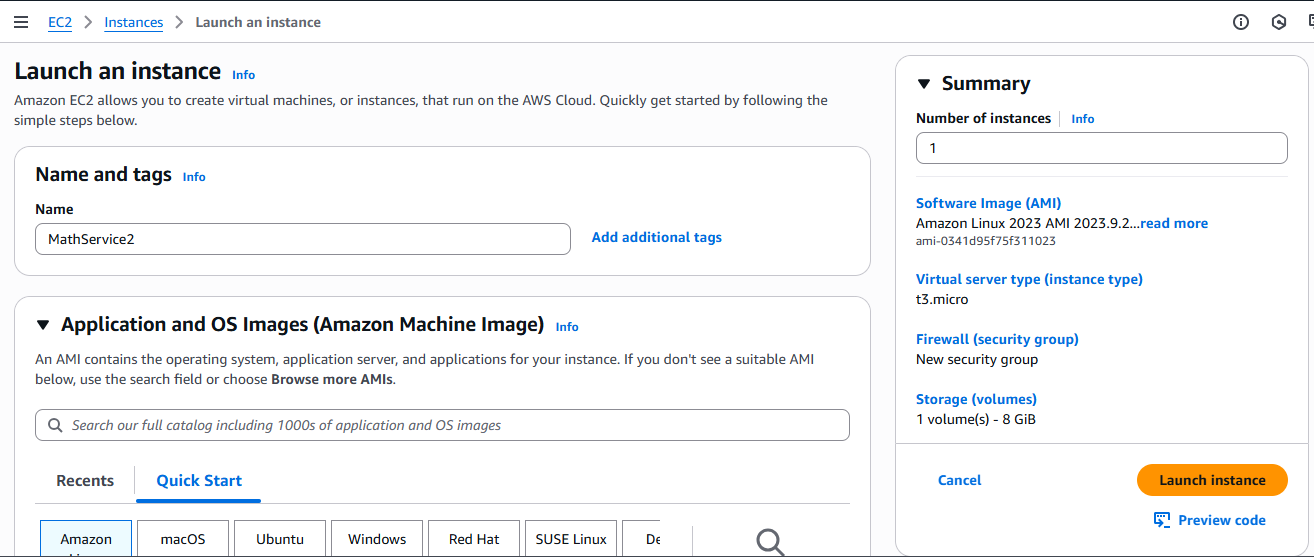 EC2 > Instances > Launch an instance
Launch an instance Info
Amazon EC2 allows you to create virtual machines, or instances, that run on the AWS Cloud. Quickly get started by following the
simple steps below.
Name and tags Info
Name
MathService2
Add additional tags
Application and OS Images (Amazon Machine Image) Info
An AMI contains the operating system, application server, and applications for your instance. If you don't see a suitable AMI
below, use the search field or choose Browse more AMIs.
Search our full catalog including 1000s of application and OS images
Recents
Quick Start
Amazon
macOS
Ubuntu
Windows
Red Hat
SUSE Linux
Summary
Number of instances Info
1
Software Image (AMI)
Amazon Linux 2023 AMI 2023.9.2...read more
ami-0341d95f75f311023
Virtual server type (instance type)
t3.micro
Firewall (security group)
New security group
Storage (volumes)
1 volume(s) - 8 GiB
Cancel
Launch instance
Preview code